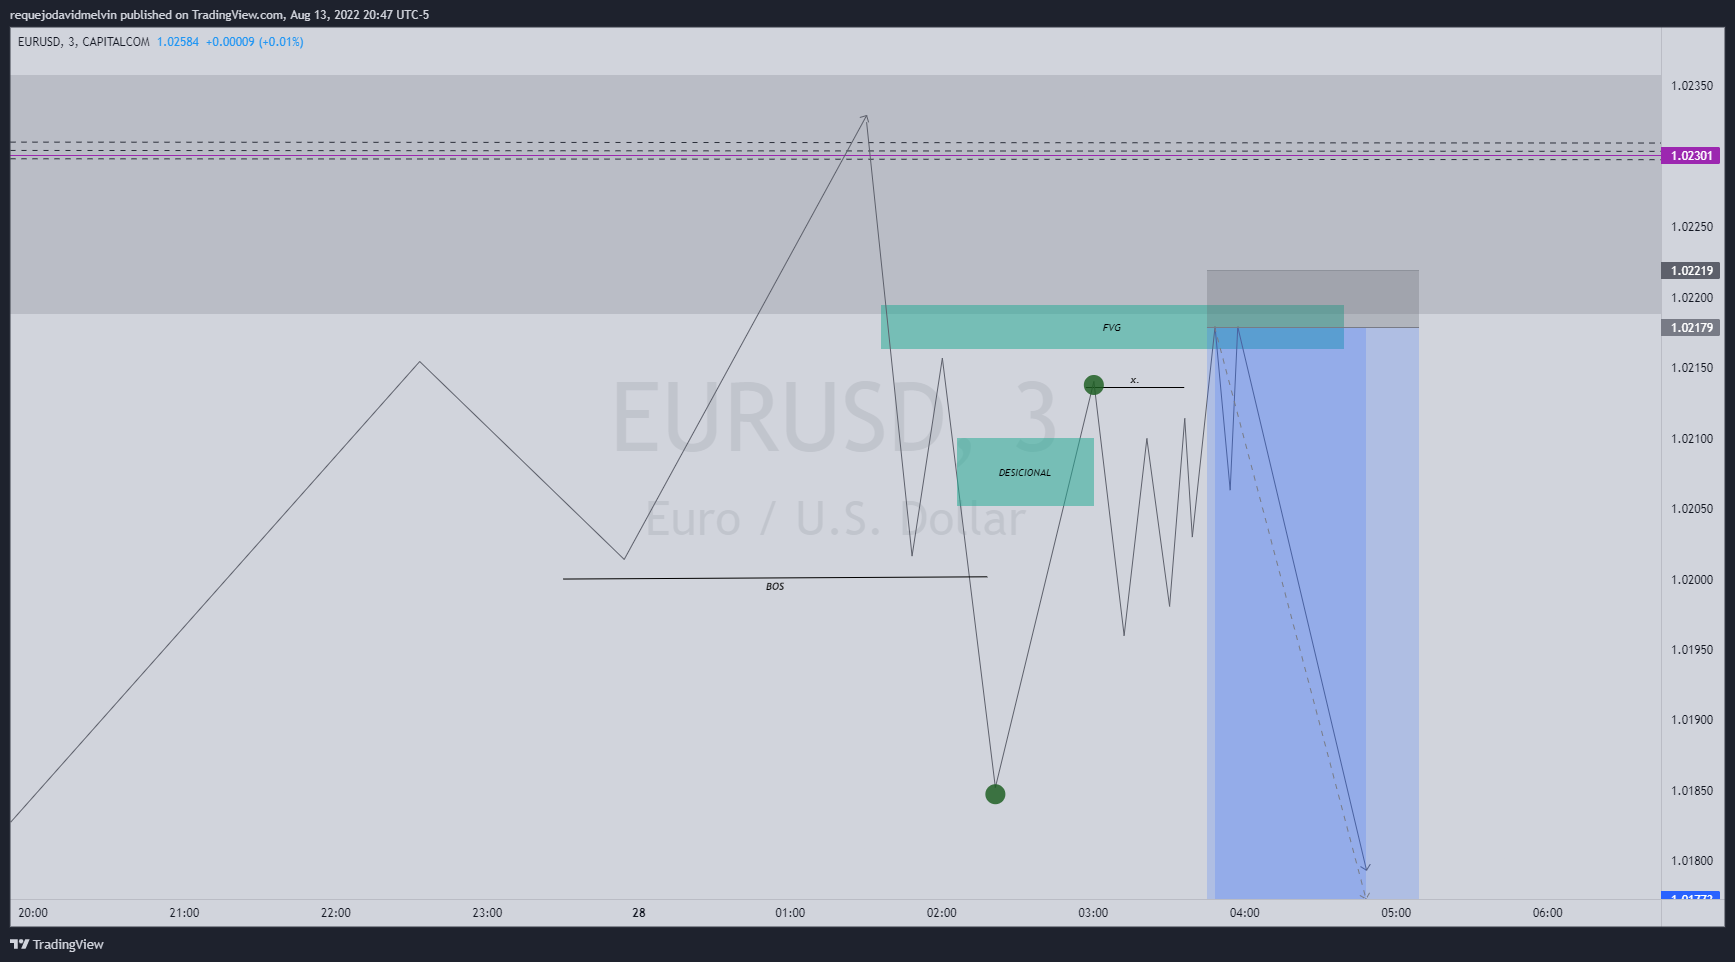 requejodavidmelvin published on TradingView.com, Aug 13, 2022 20:47 UTC-5
EURUSD, 3, CAPITALCOM 1.02584 +0.00009 (+0.01%)
1.02350
1.02301
1.02250
1.02219
1.02200
1.02179
FVG
1.02150
x.
EURUSD, 3
1.02100
DESICIONAL
1.02050
Euro / U.S. Dollar
1.02000
BOS
1.01950
1.01900
1.01850
1.01800
20:00 21:00 22:00 23:00 28 01:00 02:00 03:00 04:00 05:00 06:00
TradingView